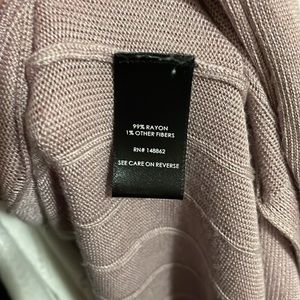 99% RAYON
1% OTHER FIBERS
RN# 148862
SEE CARE ON REVERSE